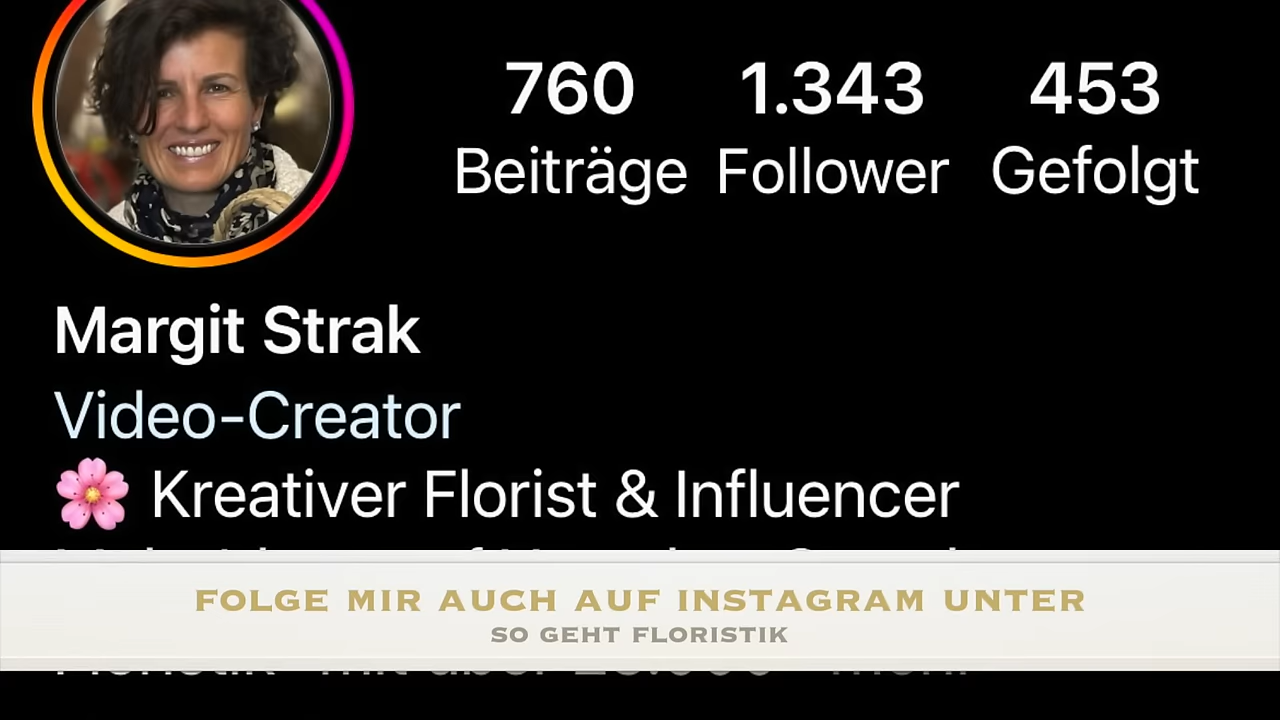 760 1.343 453
Beiträge Follower Gefolgt
Margit Strak
Video-Creator
Kreativer Florist & Influencer
FOLGE MIR AUCH AUF INSTAGRAM UNTER
SO GEHT FLORISTIK